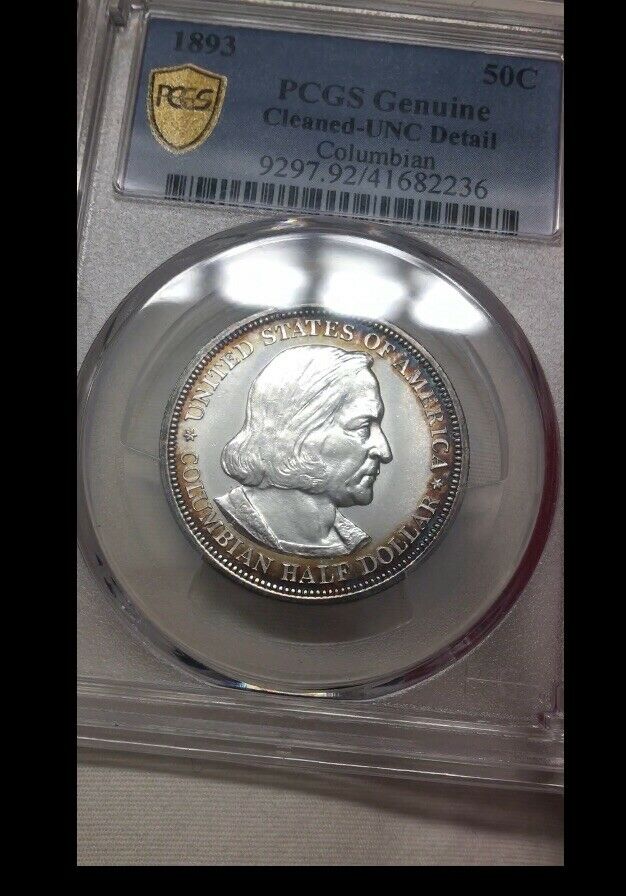 1893
50C
PCGS
PCGS Genuine
Cleaned-UNC Detail
Columbian
9297.92/41682236
UNITED STATES OF AMERICA
COLUMBIAN HALF DOLLAR